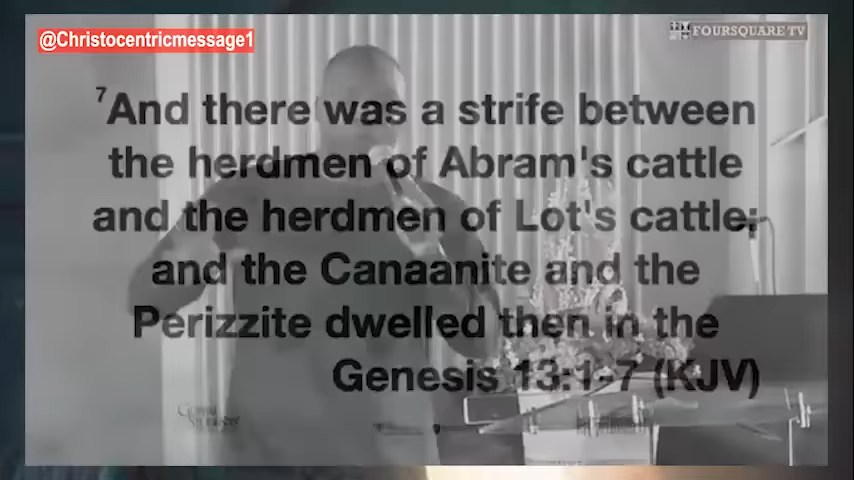 @Christocentricmessage1
FOURSQUARE TV
7And there was a strife between
the herdmen of Abram's cattle
and the herdmen of Lot's cattle;
and the Canaanite and the
Perizzite dwelled then in the
Genesis 13:1-7 (KJV)